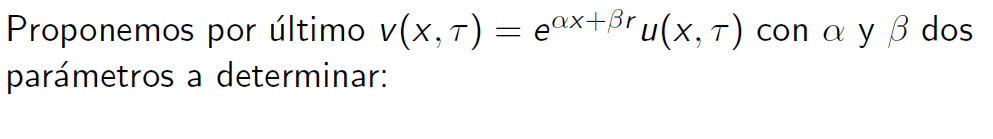 Proponemos por último v(x, τ) = e^{αx+βr} u(x, τ) con α y β dos
parámetros a determinar: